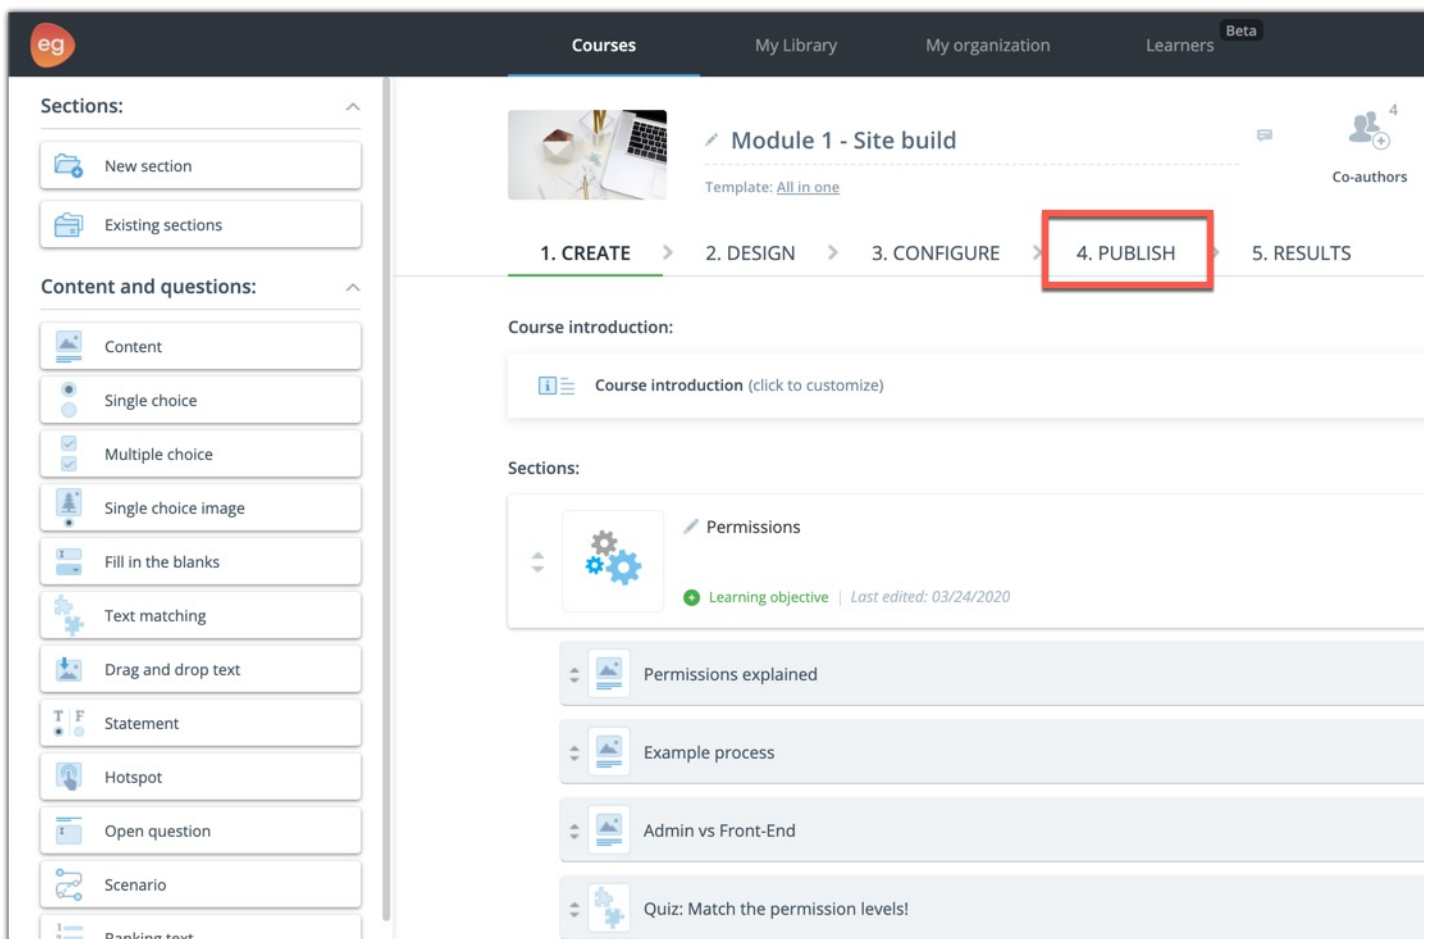 eg
Courses
My Library
My organization
Learners
Beta
Sections:
New section
Existing sections
Content and questions:
Content
Single choice
Multiple choice
Single choice image
Fill in the blanks
Text matching
Drag and drop text
T F
Statement
Hotspot
Open question
Scenario
Ranking text
Module 1 - Site build
Template: All in one
4
Co-authors
1. CREATE
2. DESIGN
3. CONFIGURE
4. PUBLISH
5. RESULTS
Course introduction:
Course introduction (click to customize)
Sections:
Permissions
Learning objective | Last edited: 03/24/2020
Permissions explained
Example process
Admin vs Front-End
Quiz: Match the permission levels!